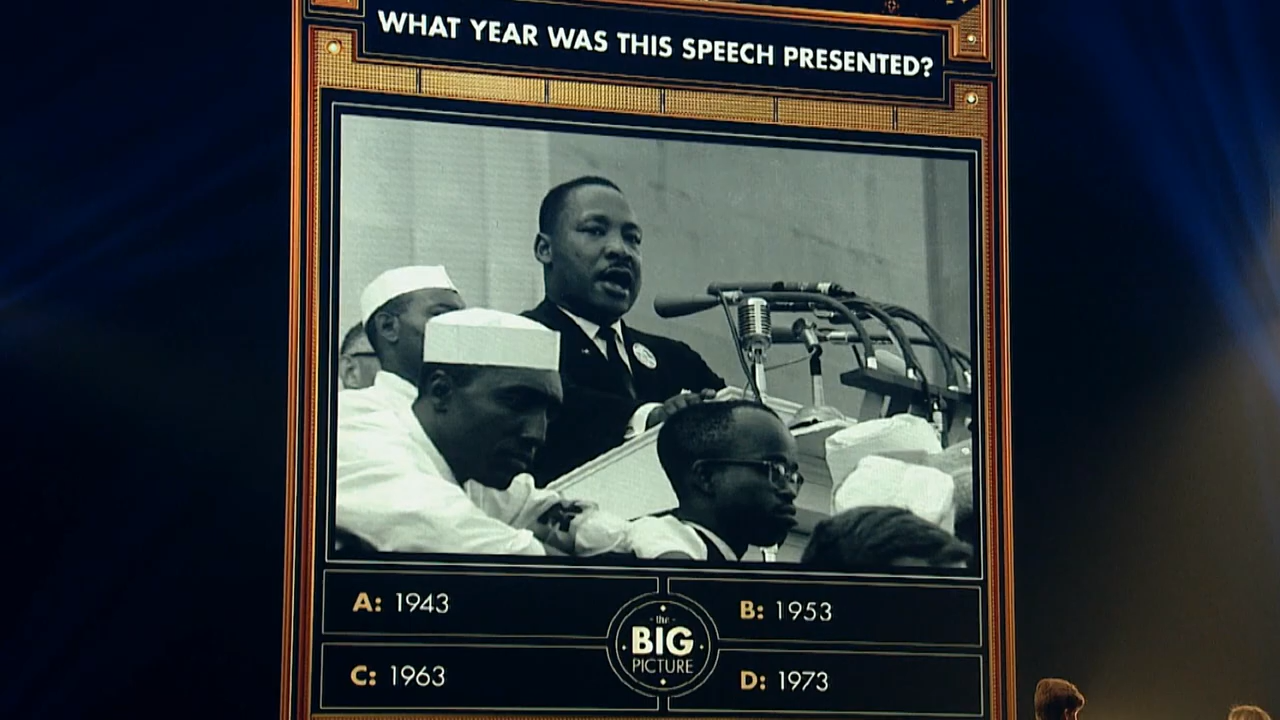 WHAT YEAR WAS THIS SPEECH PRESENTED?
A: 1943
B: 1953
the
BIG
PICTURE
C: 1963
D: 1973